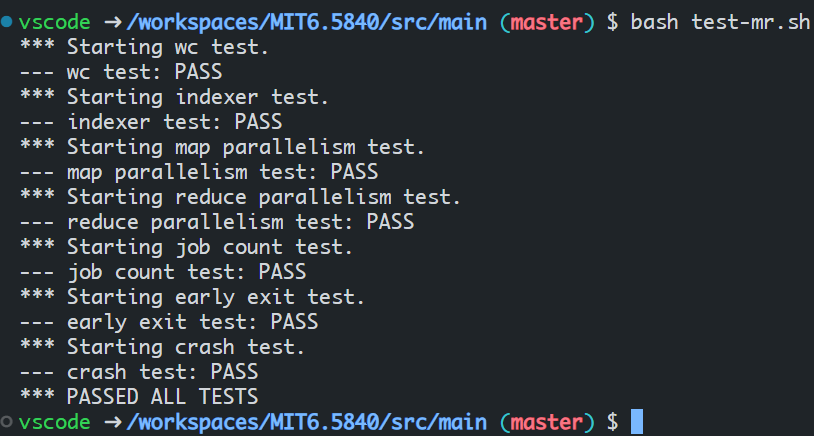 vscode ➜ /workspaces/MIT6.5840/src/main (master) $ bash test-mr.sh
*** Starting wc test.
--- wc test: PASS
*** Starting indexer test.
--- indexer test: PASS
*** Starting map parallelism test.
--- map parallelism test: PASS
*** Starting reduce parallelism test.
--- reduce parallelism test: PASS
*** Starting job count test.
--- job count test: PASS
*** Starting early exit test.
--- early exit test: PASS
*** Starting crash test.
--- crash test: PASS
*** PASSED ALL TESTS
vscode ➜ /workspaces/MIT6.5840/src/main (master) $